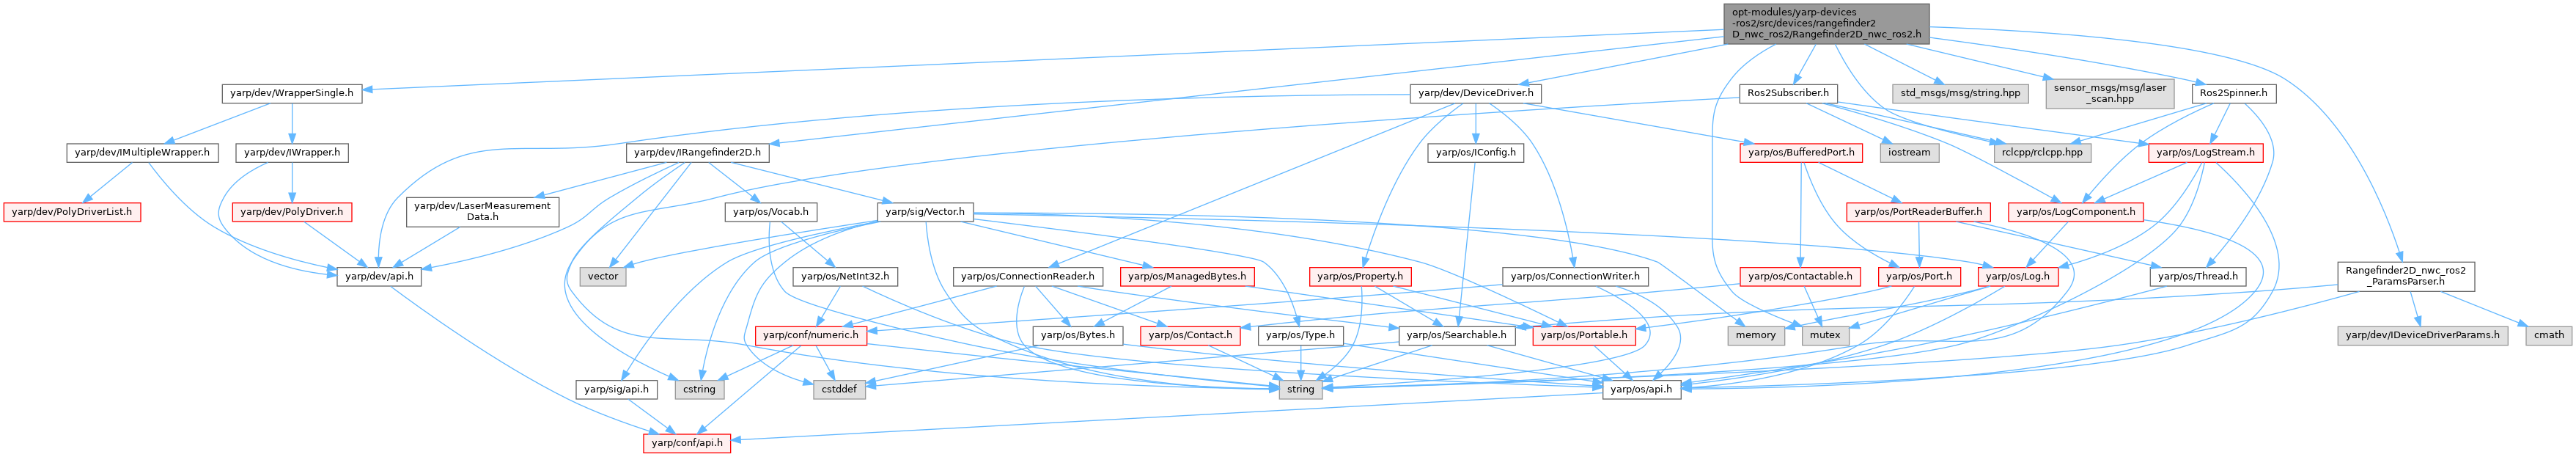 opt-modules/yarp-devices
-ros2/src/devices/rangefinder2
D_nwc_ros2/Rangefinder2D_nwc_ros2.h
yarp/dev/WrapperSingle.h
yarp/dev/DeviceDriver.h
Ros2Subscriber.h
std_msgs/msg/string.hpp
sensor_msgs/msg/laser
_scan.hpp
Ros2Spinner.h
yarp/dev/IMultipleWrapper.h
yarp/dev/IWrapper.h
yarp/dev/IRangefinder2D.h
yarp/os/IConfig.h
yarp/os/BufferedPort.h
iostream
rclcpp/rclcpp.hpp
yarp/os/LogStream.h
yarp/dev/PolyDriverList.h
yarp/dev/PolyDriver.h
yarp/dev/LaserMeasurement
Data.h
yarp/os/Vocab.h
yarp/sig/Vector.h
yarp/os/PortReaderBuffer.h
yarp/os/LogComponent.h
yarp/dev/api.h
vector
yarp/os/NetInt32.h
yarp/os/ConnectionReader.h
yarp/os/ManagedBytes.h
yarp/os/Property.h
yarp/os/ConnectionWriter.h
yarp/os/Contactable.h
yarp/os/Port.h
yarp/os/Log.h
yarp/os/Thread.h
Rangefinder2D_nwc_ros2
_ParamsParser.h
yarp/conf/numeric.h
yarp/os/Bytes.h
yarp/os/Contact.h
yarp/os/Type.h
yarp/os/Searchable.h
yarp/os/Portable.h
memory
mutex
yarp/dev/IDeviceDriverParams.h
cmath
yarp/sig/api.h
cstring
cstddef
string
yarp/os/api.h
yarp/conf/api.h